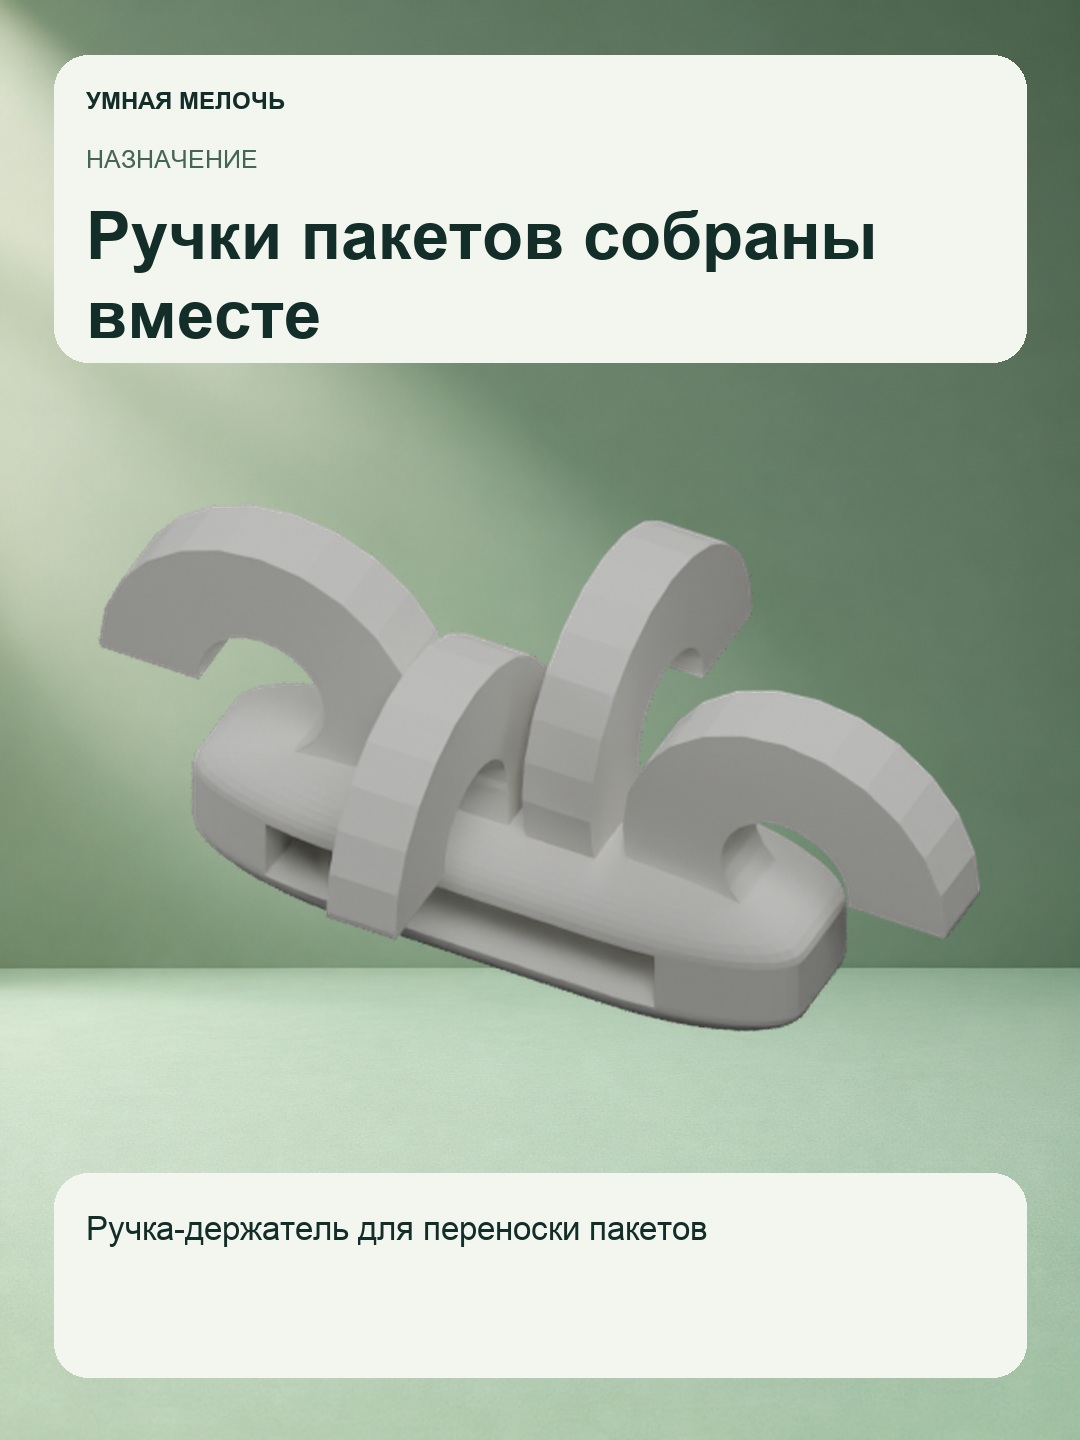 УМНАЯ МЕЛОЧЬ
НАЗНАЧЕНИЕ
Ручки пакетов собраны
вместе
Ручка-держатель для переноски пакетов